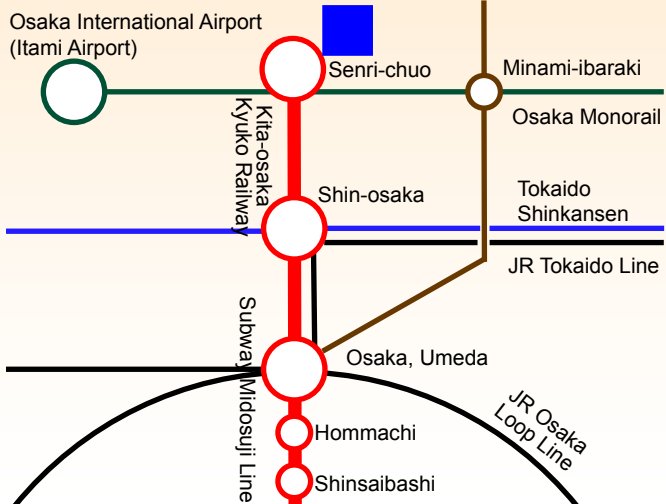 Osaka International Airport
(Itami Airport)
Senri-chuo
Minami-ibaraki
Osaka Monorail
Kita-osaka
Kyuko Railway
Shin-osaka
Tokaido
Shinkansen
JR Tokaido Line
Subway Midosuji Line
Osaka, Umeda
JR Osaka
Loop Line
Hommachi
Shinsaibashi